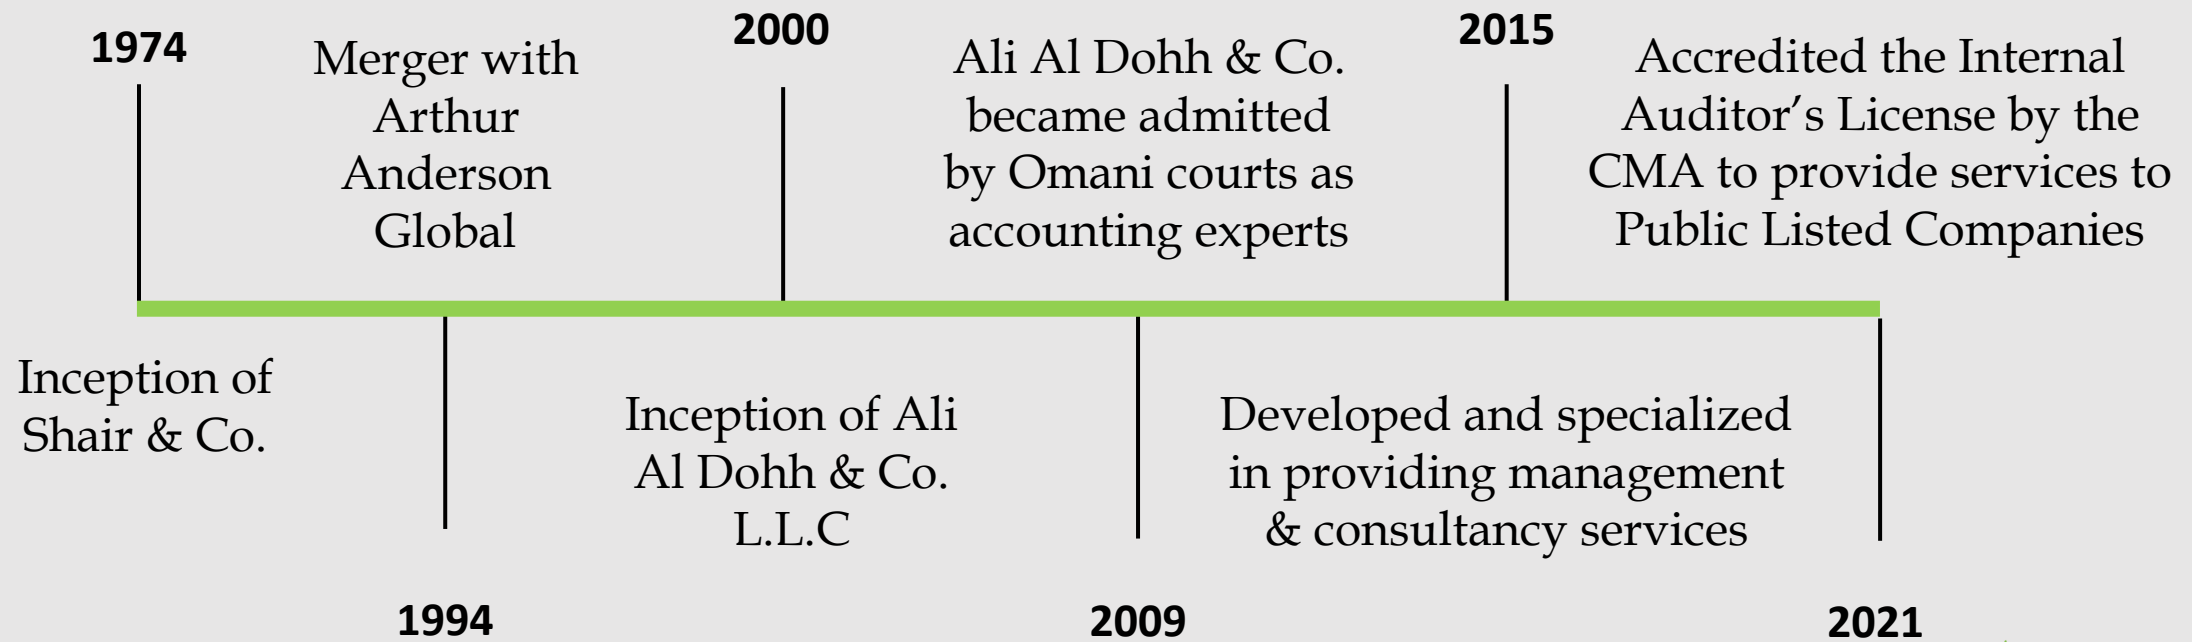 1974
Inception of
Shair & Co.
Merger with
Arthur
Anderson
Global
1994
2000
Inception of Ali
Al Dohh & Co.
L.L.C
Ali Al Dohh & Co.
became admitted
by Omani courts as
accounting experts
2009
2015
Developed and specialized
in providing management
& consultancy services
Accredited the Internal
Auditor’s License by the
CMA to provide services to
Public Listed Companies
2021